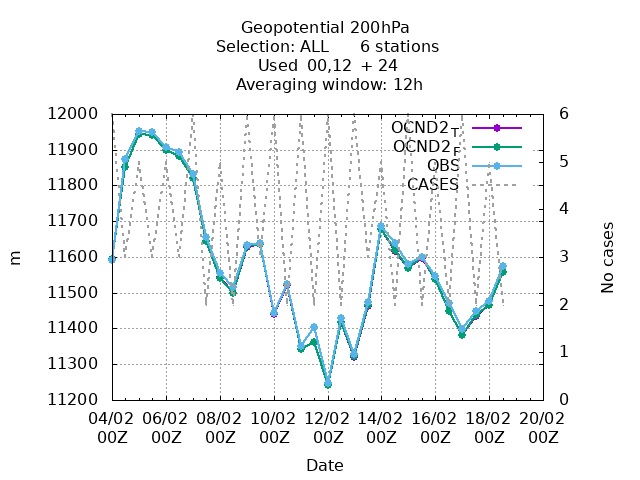 Geopotential 200hPa
Selection: ALL 6 stations
Used 00,12 + 24
Averaging window: 12h
OCND2_T
OCND2_F
OBS
CASES
12000
11900
11800
11700
11600
11500
11400
11300
11200
m
6
5
4
3
2
1
0
No cases
04/02 06/02 08/02 10/02 12/02 14/02 16/02 18/02 20/02
00Z 00Z 00Z 00Z 00Z 00Z 00Z 00Z 00Z
Date